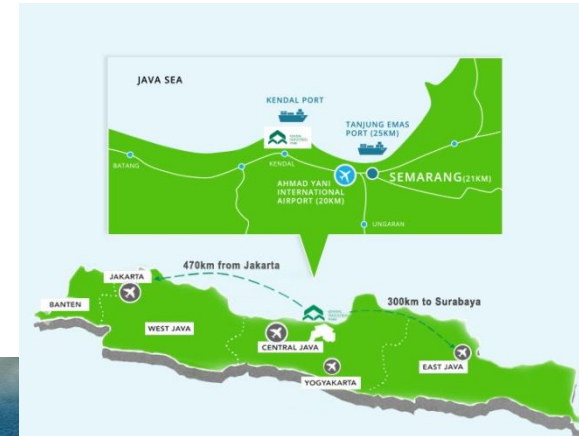 JAVA SEA
KENDAL PORT
TANJUNG EMAS
PORT (25KM)
BATANG
KENDAL
AHMAD YANI
INTERNATIONAL
AIRPORT (20KM)
SEMARANG(21KM)
UNGARAN
470km from Jakarta
300km to Surabaya
JAKARTA
BANTEN
WEST JAVA
CENTRAL JAVA
YOGYAKARTA
EAST JAVA